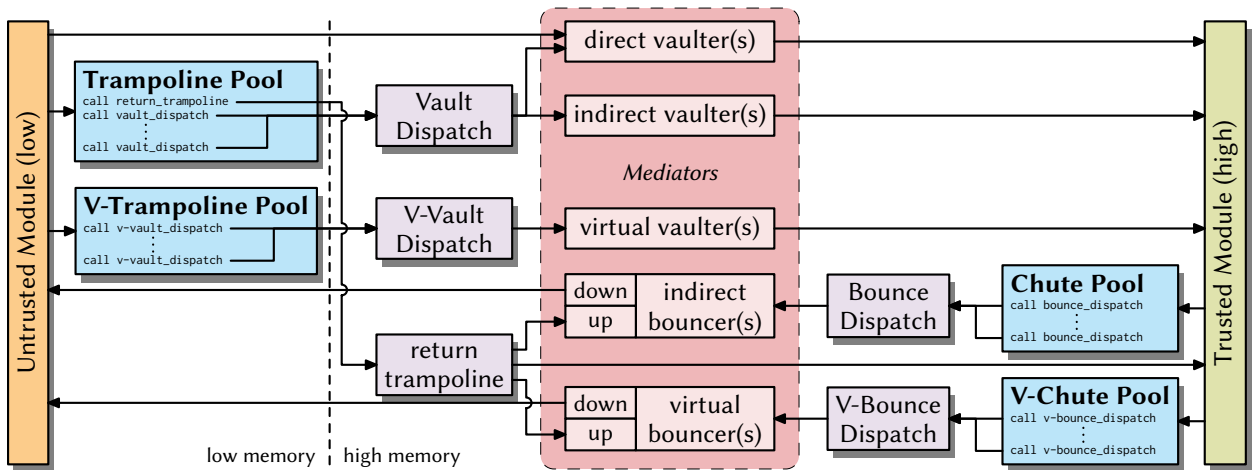 Untrusted Module (low)
Trampoline Pool
call return_trampoline
call vault_dispatch
call vault_dispatch
V-Trampoline Pool
call v-vault_dispatch
call v-vault_dispatch
low memory
high memory
Vault
Dispatch
V-Vault
Dispatch
return
trampoline
direct vaulter(s)
indirect vaulter(s)
Mediators
virtual vaulter(s)
down
up
indirect
bouncer(s)
down
up
virtual
bouncer(s)
Bounce
Dispatch
V-Bounce
Dispatch
Chute Pool
call bounce_dispatch
call bounce_dispatch
V-Chute Pool
call v-bounce_dispatch
call v-bounce_dispatch
Trusted Module (high)